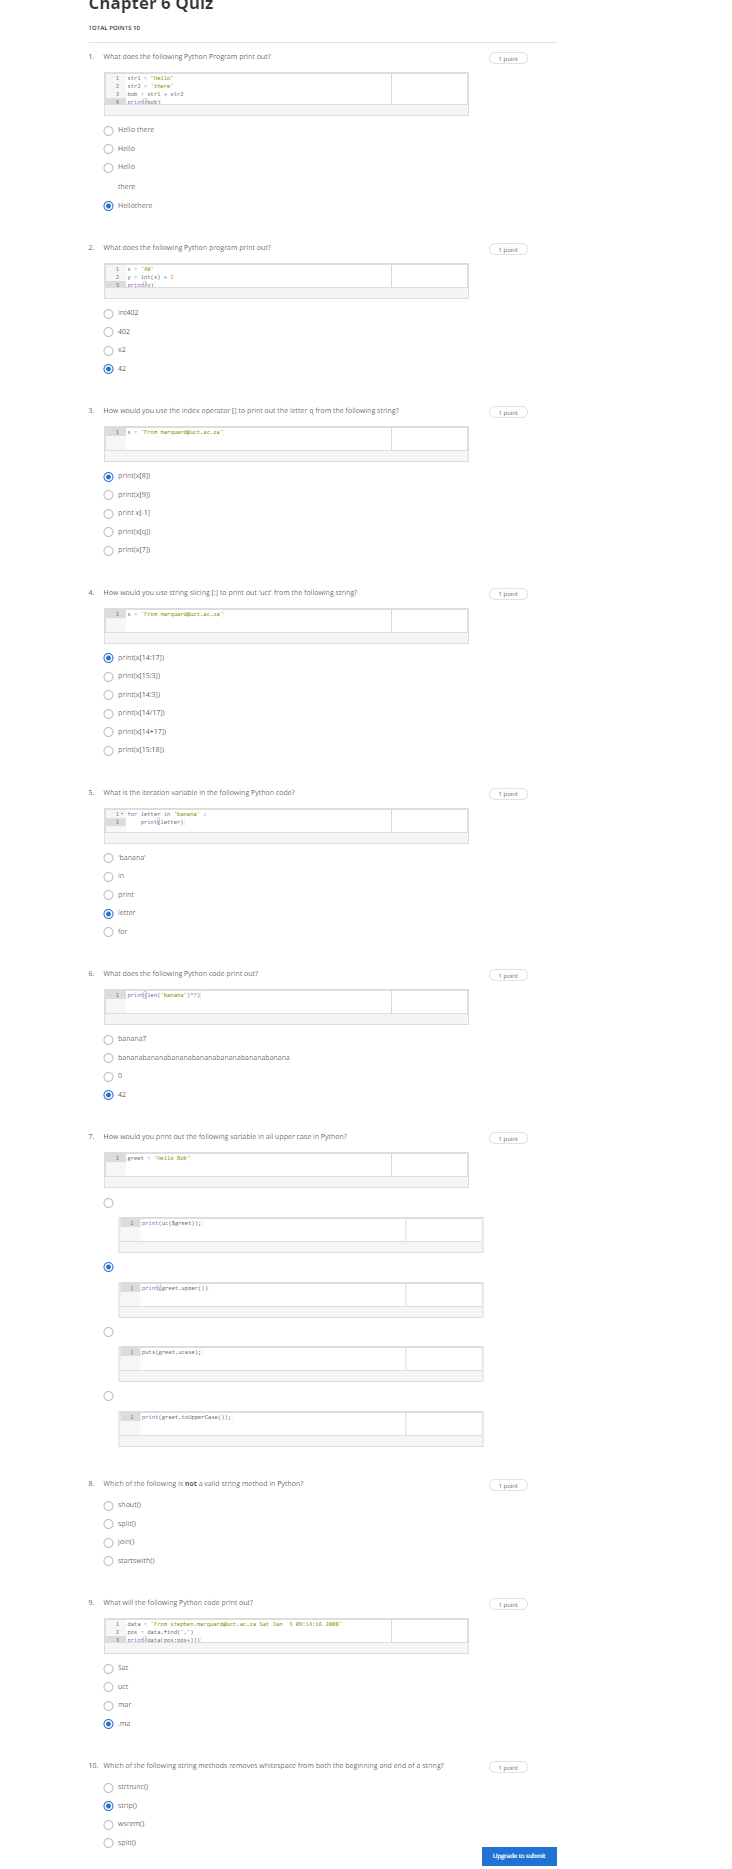 Chapter 6 Quiz
TOTAL POINTS 10
1. What does the following Python Program print out? 1 point
1 str1 = "Hello"
2 str2 = 'there'
3 bob = str1 + str2
4 print(bob)
Hello there
Hello
Hello
there
Hellothere
2. What does the following Python program print out? 1 point
1 x = '40'
2 y = int(x) + 2
3 print(y)
int402
402
x2
42
3. How would you use the index operator [] to print out the letter q from the following string? 1 point
1 x = 'From marquard@uct.ac.za'
print(x[8])
print(x[9])
print x[-1]
print(x[q])
print(x[7])
4. How would you use string slicing [:] to print out 'uct' from the following string? 1 point
1 x = 'From marquard@uct.ac.za'
print(x[14:17])
print(x[15:3])
print(x[14:3])
print(x[14/17])
print(x[14+17])
print(x[15:18])
5. What is the iteration variable in the following Python code? 1 point
1 for letter in 'banana' :
2 print(letter)
'banana'
in
print
letter
for
6. What does the following Python code print out? 1 point
1 print(len('banana')*7)
banana7
bananabananabananabananabananabananabanana
0
42
7. How would you print out the following variable in all upper case in Python? 1 point
1 greet = 'Hello Bob'
1 print(uc($greet));
1 print(greet.upper())
1 puts(greet.ucase);
1 print(greet.toUpperCase());
8. Which of the following is not a valid string method in Python? 1 point
shout()
split()
join()
startswith()
9. What will the following Python code print out? 1 point
1 data = 'From stephen.marquard@uct.ac.za Sat Jan  5 09:14:16 2008'
2 pos = data.find('.')
3 print(data[pos:pos+3])
Sat
uct
mar
.ma
10. Which of the following string methods removes whitespace from both the beginning and end of a string? 1 point
strtrunc()
strip()
wsrem()
split()
Upgrade to submit